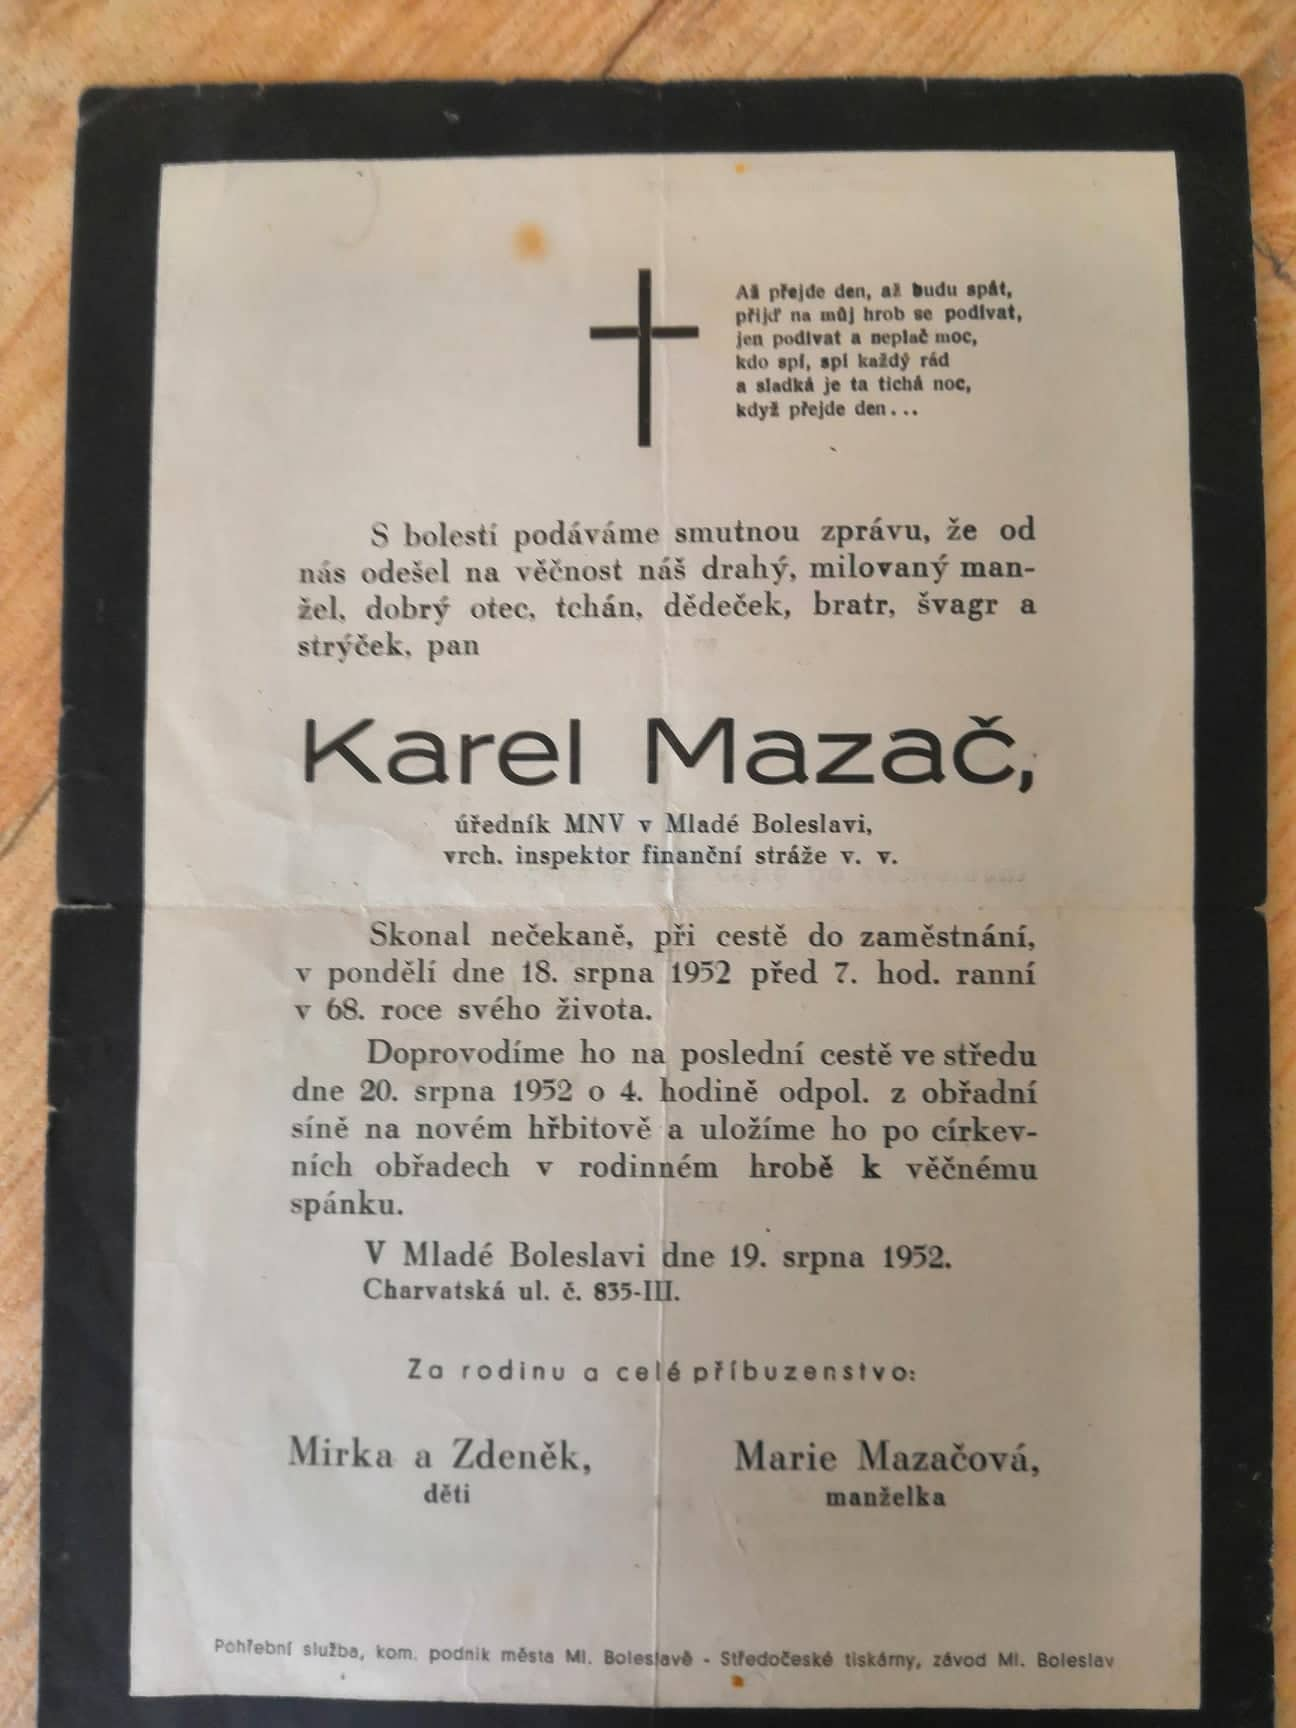 Až přejde den, až budu spát,
přijď na můj hrob se podívat,
jen podívat a neplač moc,
kdo spí, spí každý rád
a sladká je ta tichá noc,
když přejde den...
S bolestí podáváme smutnou zprávu, že od
nás odešel na věčnost náš drahý, milovaný man-
žel, dobrý otec, tchán, dědeček, bratr, švagr a
strýček, pan
Karel Mazač,
úředník MNV v Mladé Boleslavi,
vrch. inspektor finanční stráže v. v.
Skonal nečekaně, při cestě do zaměstnání,
v pondělí dne 18. srpna 1952 před 7. hod. ranní
v 68. roce svého života.
Doprovodíme ho na poslední cestě ve středu
dne 20. srpna 1952 o 4. hodině odpol. z obřadní
síně na novém hřbitově a uložíme ho po církev-
ních obřadech v rodinném hrobě k věčnému
spánku.
V Mladé Boleslavi dne 19. srpna 1952.
Charvatská ul. č. 835-III.
Za rodinu a celé příbuzenstvo:
Mirka a Zdeněk,
děti
Marie Mazačová,
manželka
Pohřební služba, kom. podnik města Ml. Boleslavě - Středočeské tiskárny, závod Ml. Boleslav